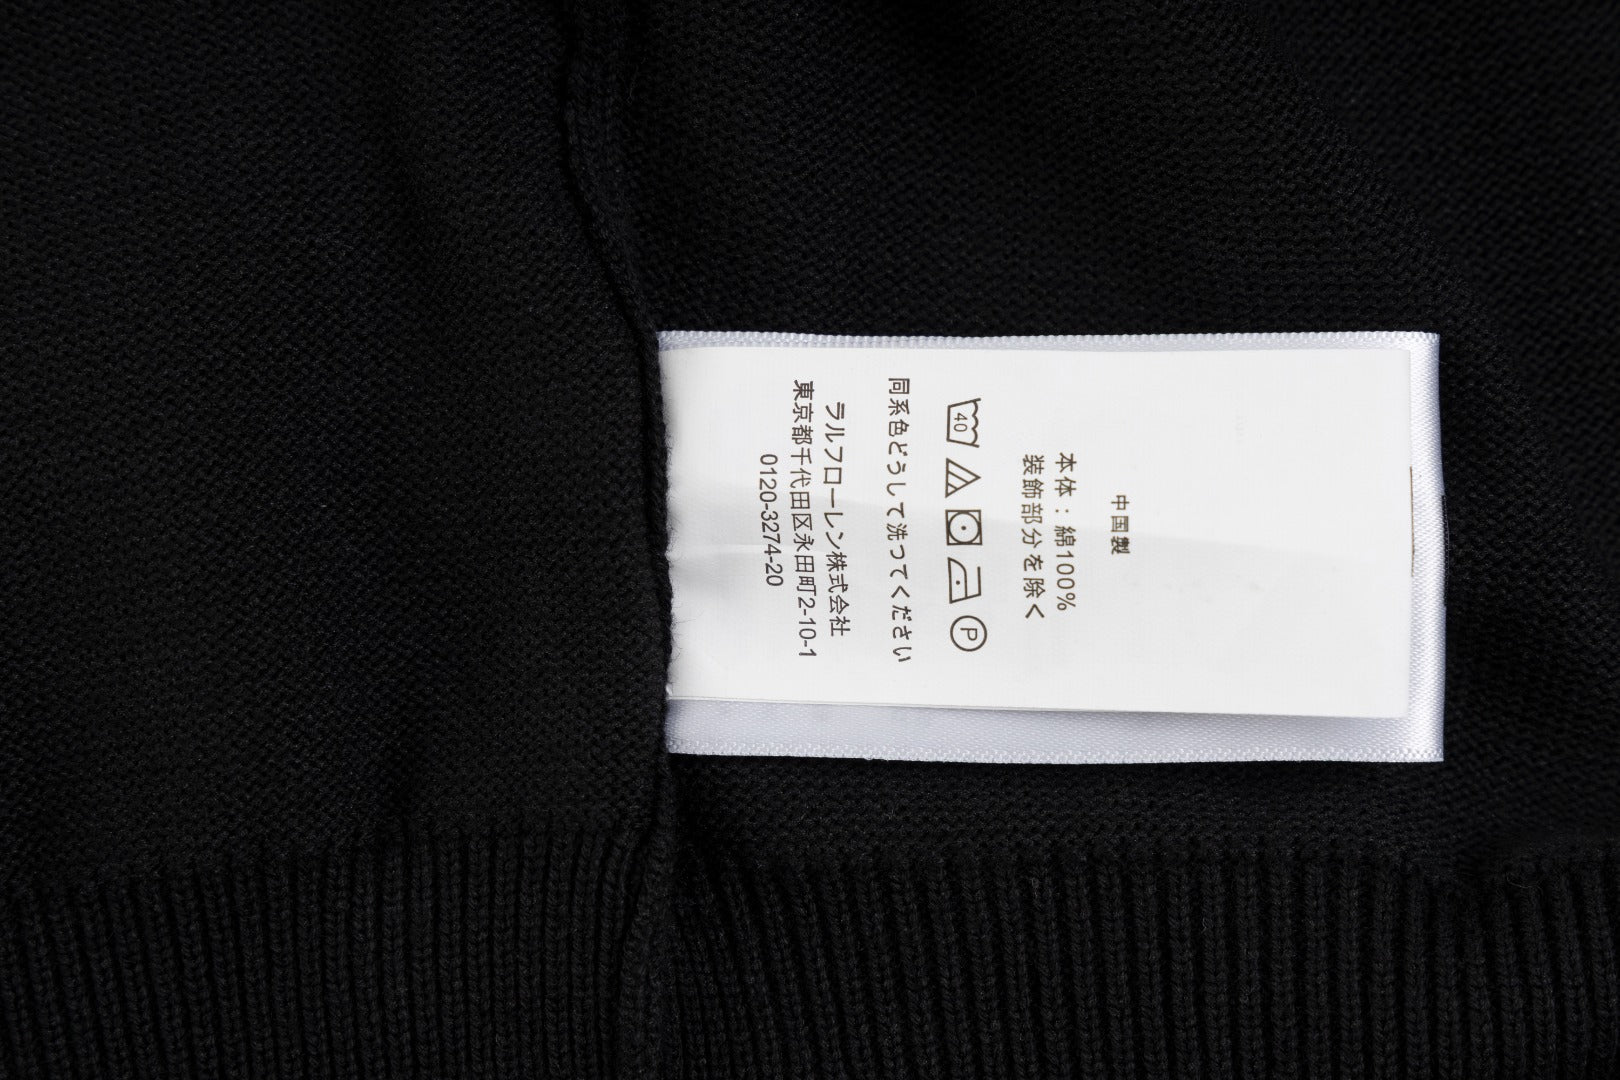 中国製
本体：綿100%
装飾部分を除く
40 P
同系色どうして洗ってください
ラルフローレン株式会社
東京都千代田区永田町2-10-1
0120-3274-20